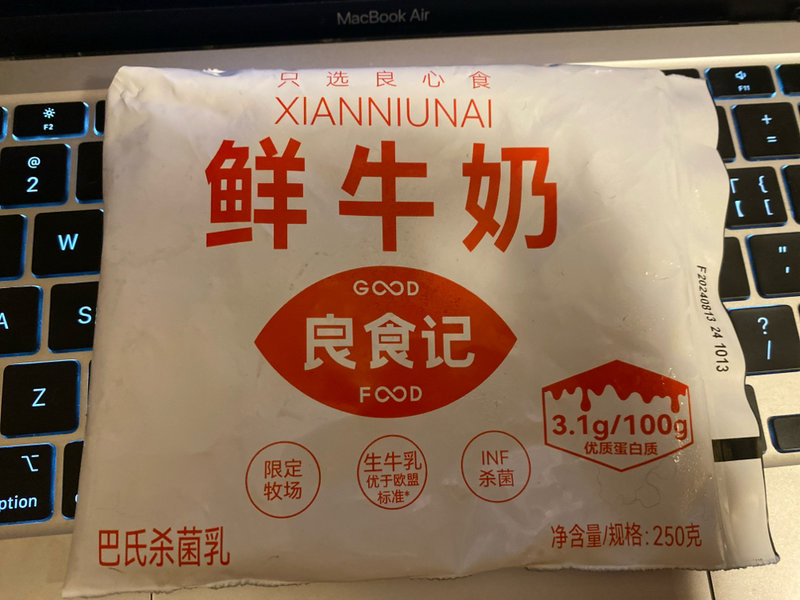 MacBook Air
只选良心食
XIANNIUNAI
鲜牛奶
GOOD
良食记
FOOD
3.1g/100g
优质蛋白质
限定
牧场
生牛乳
优于欧盟
标准*
INF
杀菌
巴氏杀菌乳
净含量/规格：250克
F20240813 24 1013
F2
@
2
W
A
S
Z
⌥
ption
F11
+
=
{
[
"
'
?
/